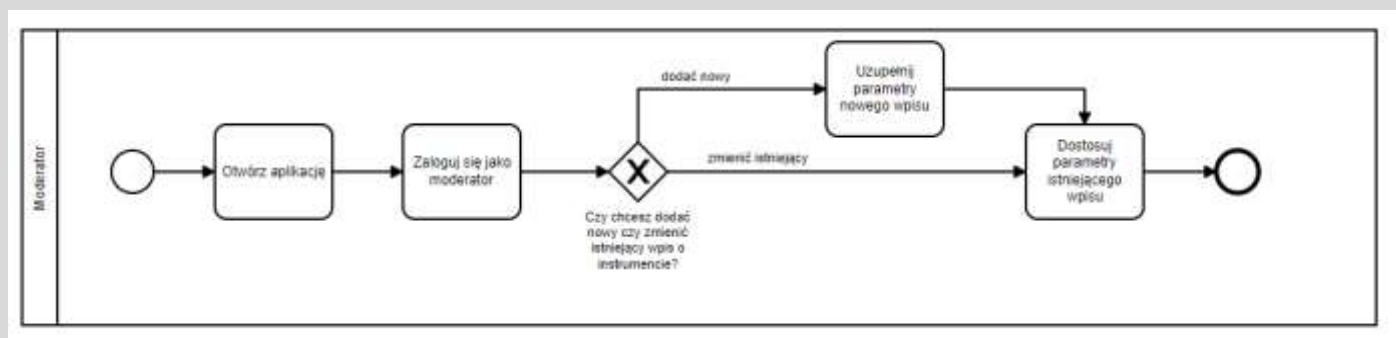 Moderator
Otwórz aplikację
Zaloguj się jako
moderator
Czy chcesz dodać
nowy czy zmienić
istniejący wpis o
instrumencie?
dodać nowy
zmienić istniejący
Uzupełnij
parametry
nowego wpisu
Dostosuj
parametry
istniejącego
wpisu